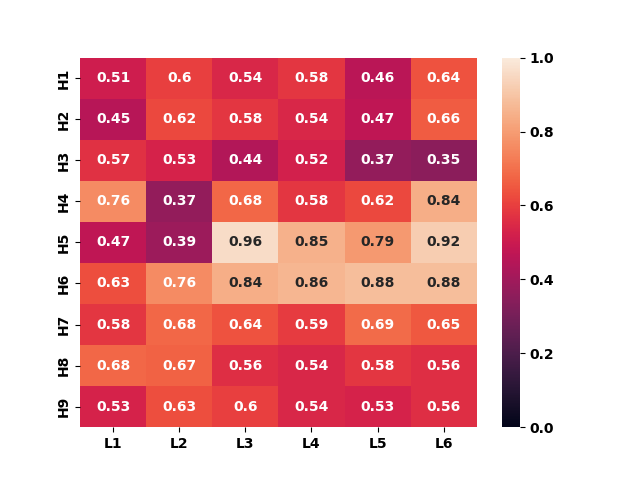 H1 0.51 0.6 0.54 0.58 0.46 0.64
H2 0.45 0.62 0.58 0.54 0.47 0.66
H3 0.57 0.53 0.44 0.52 0.37 0.35
H4 0.76 0.37 0.68 0.58 0.62 0.84
H5 0.47 0.39 0.96 0.85 0.79 0.92
H6 0.63 0.76 0.84 0.86 0.88 0.88
H7 0.58 0.68 0.64 0.59 0.69 0.65
H8 0.68 0.67 0.56 0.54 0.58 0.56
H9 0.53 0.63 0.6 0.54 0.53 0.56
L1 L2 L3 L4 L5 L6
1.0
0.8
0.6
0.4
0.2
0.0